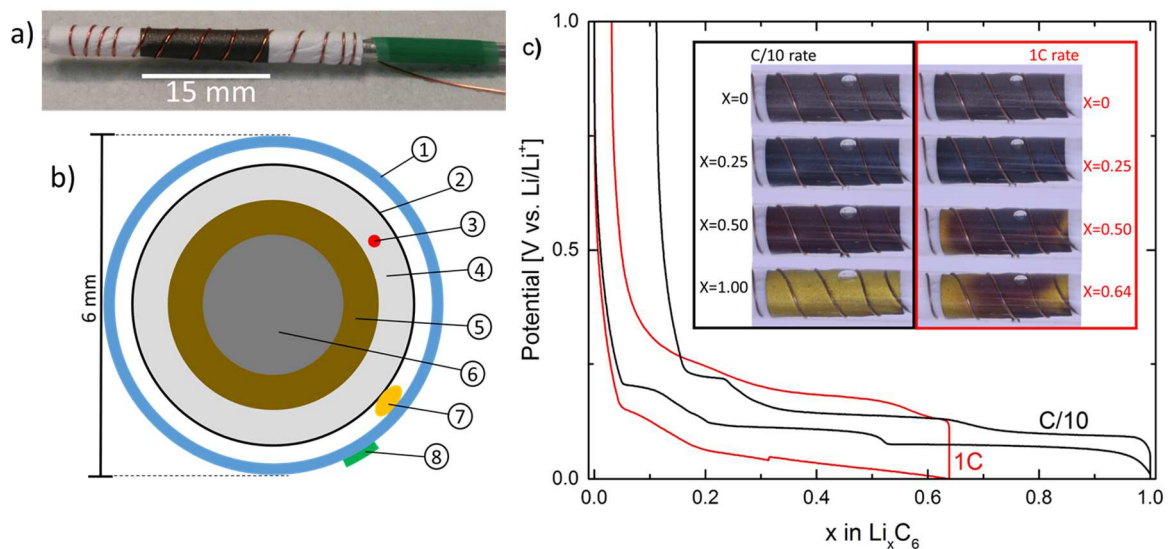 a)
15 mm
b)
6 mm
1
2
3
4
5
6
7
8
c)
Potential [V vs. Li/Li⁺]
1.0
0.5
0.0
C/10 rate
X=0
X=0.25
X=0.50
X=1.00
1C rate
X=0
X=0.25
X=0.50
X=0.64
C/10
1C
0.0 0.2 0.4 0.6 0.8 1.0
x in LiₓC₆